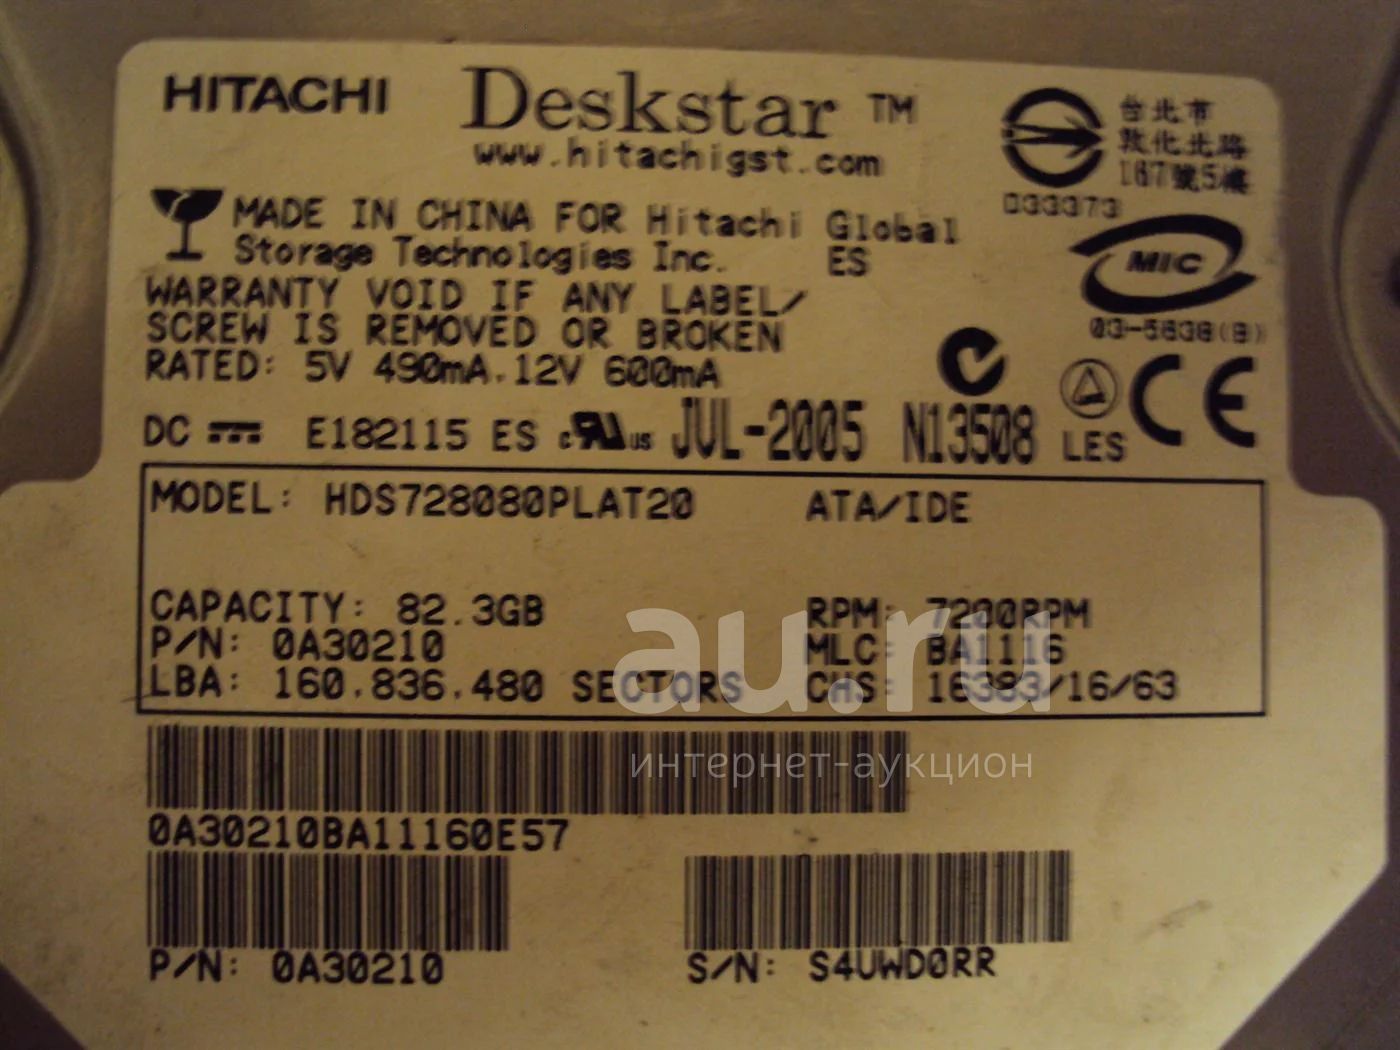 HITACHI Deskstar™
www.hitachigst.com
台北市
敦化北路
167號5樓
D33373
MADE IN CHINA FOR Hitachi Global
Storage Technologies Inc. ES
MIC
03-5838(B)
WARRANTY VOID IF ANY LABEL/
SCREW IS REMOVED OR BROKEN
RATED: 5V 490mA.12V 600mA
DC E182115 ES c RU us JUL-2005 N13508 LES CE
MODEL: HDS728080PLAT20 ATA/IDE
CAPACITY: 82.3GB RPM: 7200RPM
P/N: 0A30210 MLC: BA1116
LBA: 160.836.480 SECTORS CHS: 16383/16/63
au.ru
интернет-аукцион
0A30210BA11160E57
P/N: 0A30210 S/N: S4UWD0RR